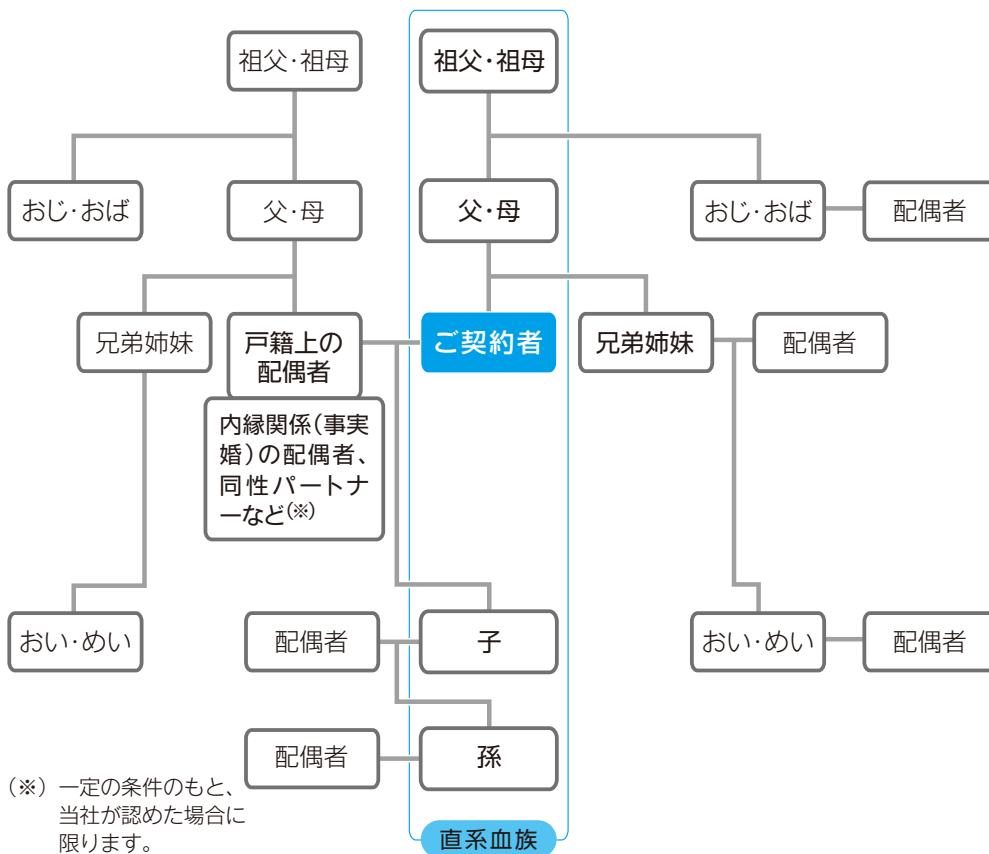 祖父・祖母
祖父・祖母
おじ・おば
父・母
父・母
おじ・おば
配偶者
兄弟姉妹
戸籍上の
配偶者
ご契約者
兄弟姉妹
配偶者
内縁関係(事実
婚)の配偶者、
同性パートナ
ーなど(※)
おい・めい
配偶者
子
おい・めい
配偶者
配偶者
孫
(※) 一定の条件のもと、
当社が認めた場合に
限ります。
直系血族